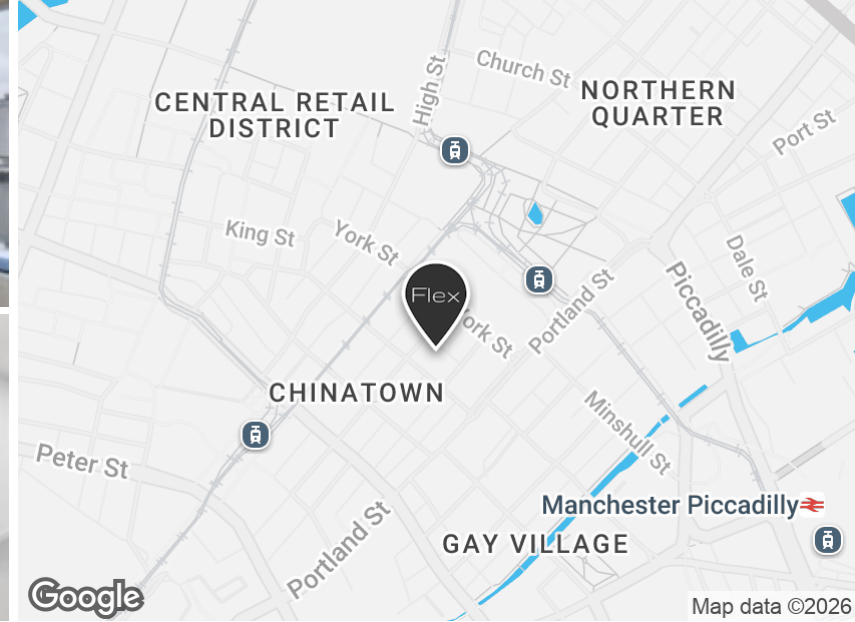 Church St
High St
NORTHERN
QUARTER
CENTRAL RETAIL
DISTRICT
Port St
King St
York St
Dale St
Piccadilly
Flex
York St
Portland St
CHINATOWN
Minshull St
Peter St
Manchester Piccadilly
Portland St
GAY VILLAGE
Google
Map data ©2026